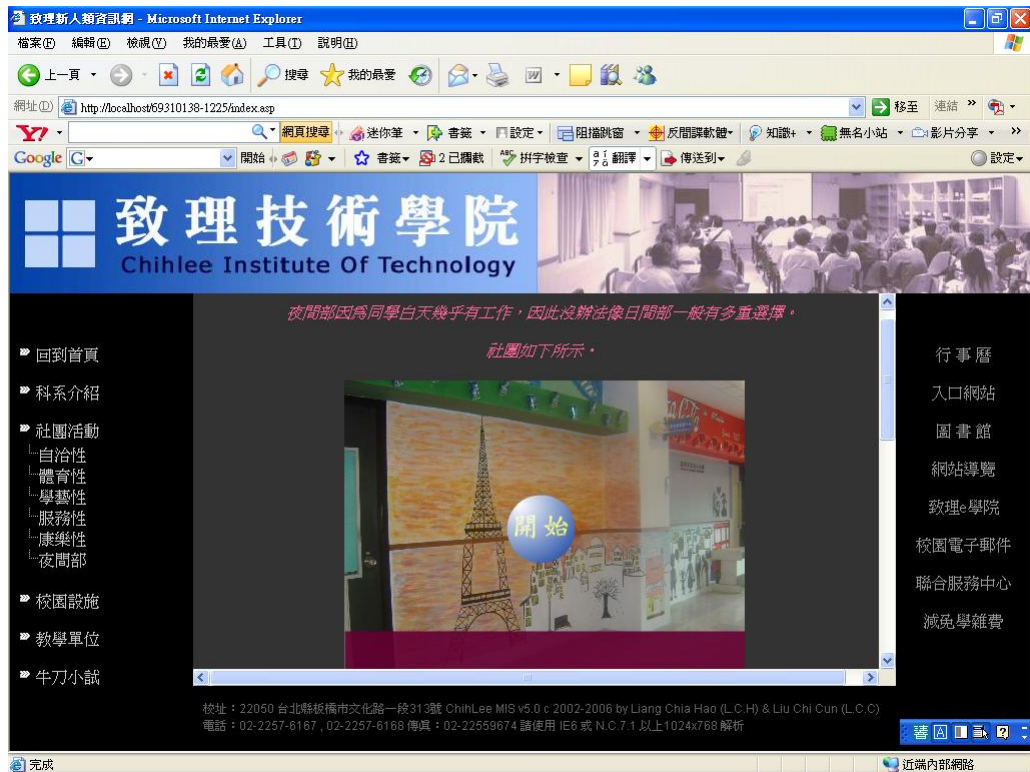 致理新人類資訊網 - Microsoft Internet Explorer
檔案(F) 編輯(E) 檢視(V) 我的最愛(A) 工具(T) 說明(H)
上一頁 搜尋 我的最愛
網址(D) http://localhost/69310138-1225/index.asp 移至 連結 »
Y7 網頁搜尋 迷你筆 書籤 設定 阻擋跳窗 反間諜軟體 知識+ 無名小站 影片分享 »
Google G 開始 書籤 2 已攔截 拼字檢查 翻譯 傳送到 設定
致理技術學院
Chihlee Institute Of Technology
夜間部因為同學白天幾乎有工作,因此沒辦法像日間部一般有多重選擇。
社團如下所示。
開始
回到首頁
科系介紹
社團活動
自治性
體育性
學藝性
服務性
康樂性
夜間部
校園設施
教學單位
牛刀小試
行事曆
入口網站
圖書館
網站導覽
致理e學院
校園電子郵件
聯合服務中心
減免學雜費
校址:22050 台北縣板橋市文化路一段313號 ChihLee MIS v5.0 c 2002-2006 by Liang Chia Hao (L.C.H) & Liu Chi Cun (L.C.C)
電話:02-2257-6167 , 02-2257-6168 傳真:02-22559674 請使用 IE6 或 N.C.7.1 以上1024x768 解析
完成 近端內部網路